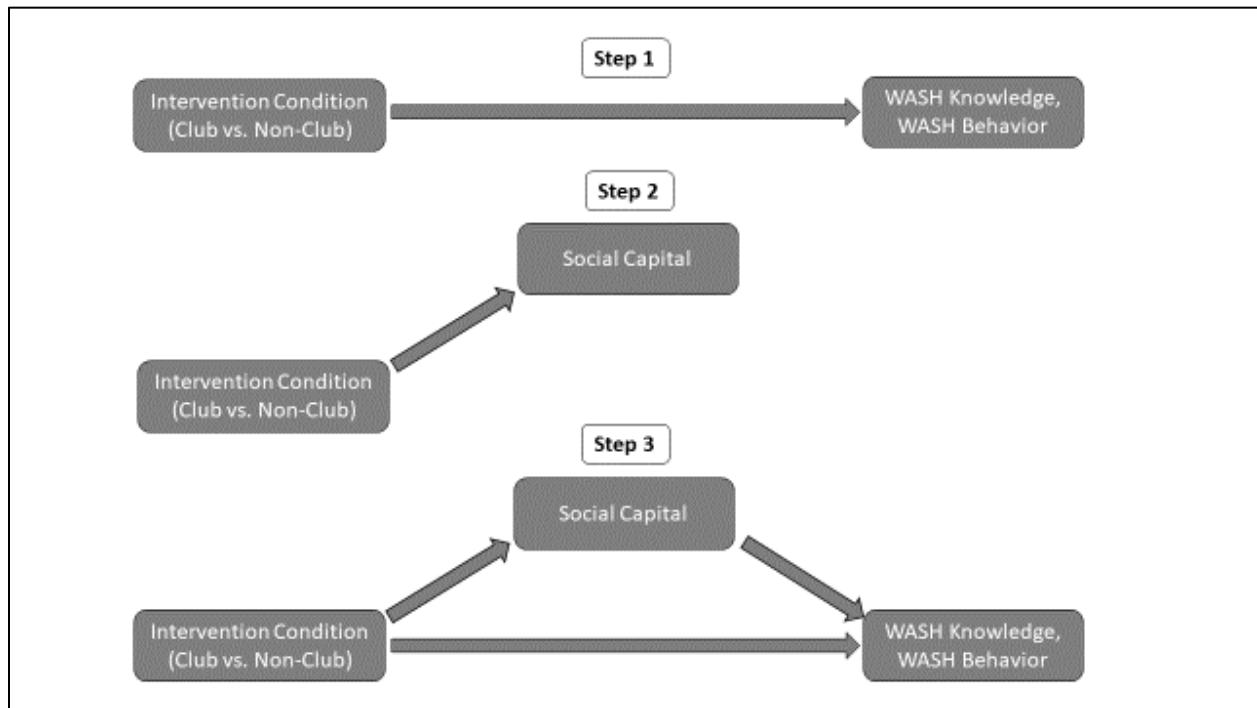 Step 1
Intervention Condition
(Club vs. Non-Club)
WASH Knowledge,
WASH Behavior
Step 2
Social Capital
Intervention Condition
(Club vs. Non-Club)
Step 3
Social Capital
Intervention Condition
(Club vs. Non-Club)
WASH Knowledge,
WASH Behavior